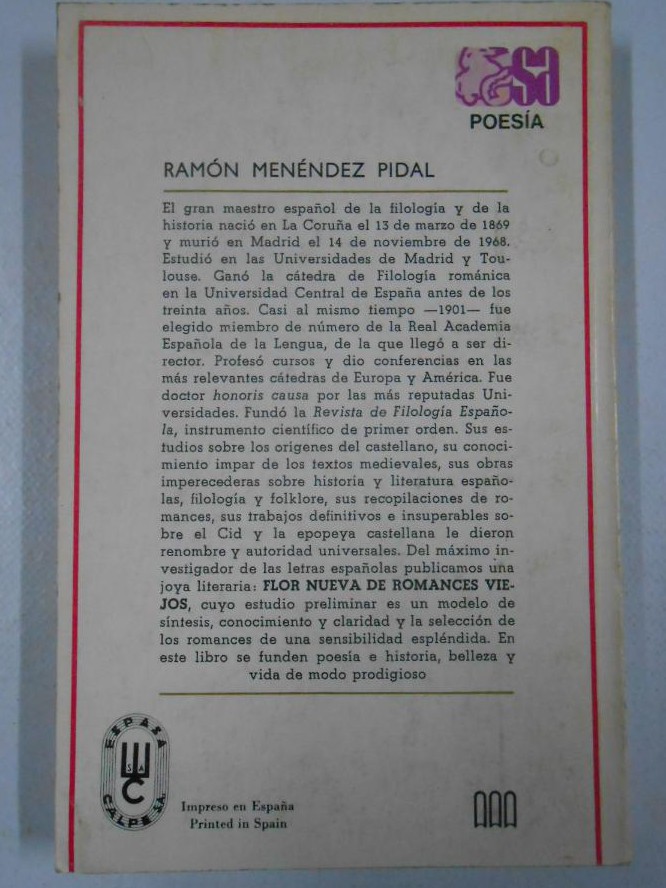 SA
POESÍA
RAMÓN MENÉNDEZ PIDAL
El gran maestro español de la filología y de la
historia nació en La Coruña el 13 de marzo de 1869
y murió en Madrid el 14 de noviembre de 1968.
Estudió en las Universidades de Madrid y Tou-
louse. Ganó la cátedra de Filología románica
en la Universidad Central de España antes de los
treinta años. Casi al mismo tiempo —1901— fue
elegido miembro de número de la Real Academia
Española de la Lengua, de la que llegó a ser di-
rector. Profesó cursos y dio conferencias en las
más relevantes cátedras de Europa y América. Fue
doctor honoris causa por las más reputadas Uni-
versidades. Fundó la Revista de Filología Españo-
la, instrumento científico de primer orden. Sus es-
tudios sobre los orígenes del castellano, su conoci-
miento impar de los textos medievales, sus obras
imperecederas sobre historia y literatura españo-
las, filología y folklore, sus recopilaciones de ro-
mances, sus trabajos definitivos e insuperables so-
bre el Cid y la epopeya castellana le dieron
renombre y autoridad universales. Del máximo in-
vestigador de las letras españolas publicamos una
joya literaria: FLOR NUEVA DE ROMANCES VIE-
JOS, cuyo estudio preliminar es un modelo de
síntesis, conocimiento y claridad y la selección de
los romances de una sensibilidad espléndida. En
este libro se funden poesía e historia, belleza y
vida de modo prodigioso
ESPASA
SA
C
CALPE S.A.
Impreso en España
Printed in Spain